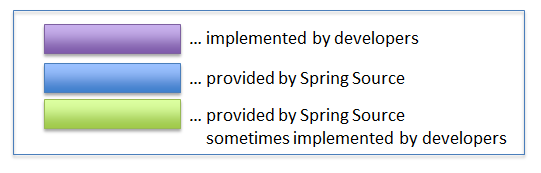 ... implemented by developers
... provided by Spring Source
... provided by Spring Source
sometimes implemented by developers